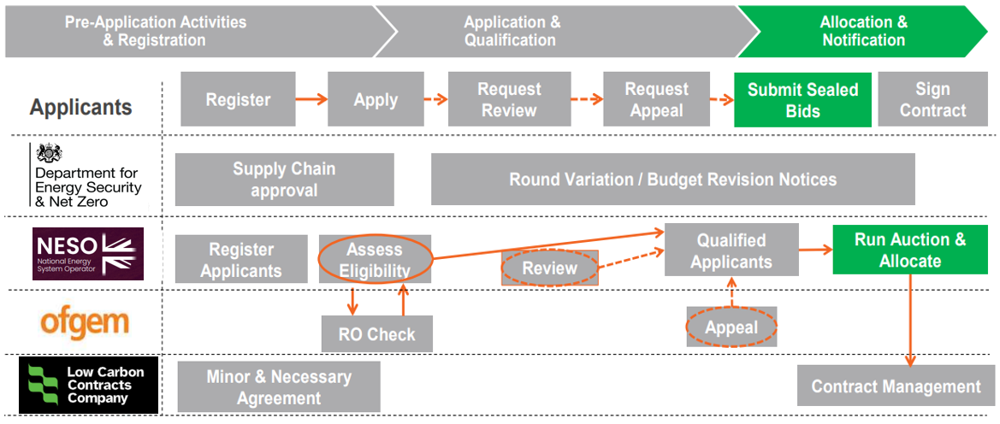 Pre-Application Activities
& Registration
Application &
Qualification
Allocation &
Notification
Applicants
Register
Apply
Request
Review
Request
Appeal
Submit Sealed
Bids
Sign
Contract
Department for
Energy Security
& Net Zero
Supply Chain
approval
Round Variation / Budget Revision Notices
NESO
National Energy
System Operator
Register
Applicants
Assess
Eligibility
Review
Qualified
Applicants
Run Auction &
Allocate
ofgem
RO Check
Appeal
Low Carbon
Contracts
Company
Minor & Necessary
Agreement
Contract Management